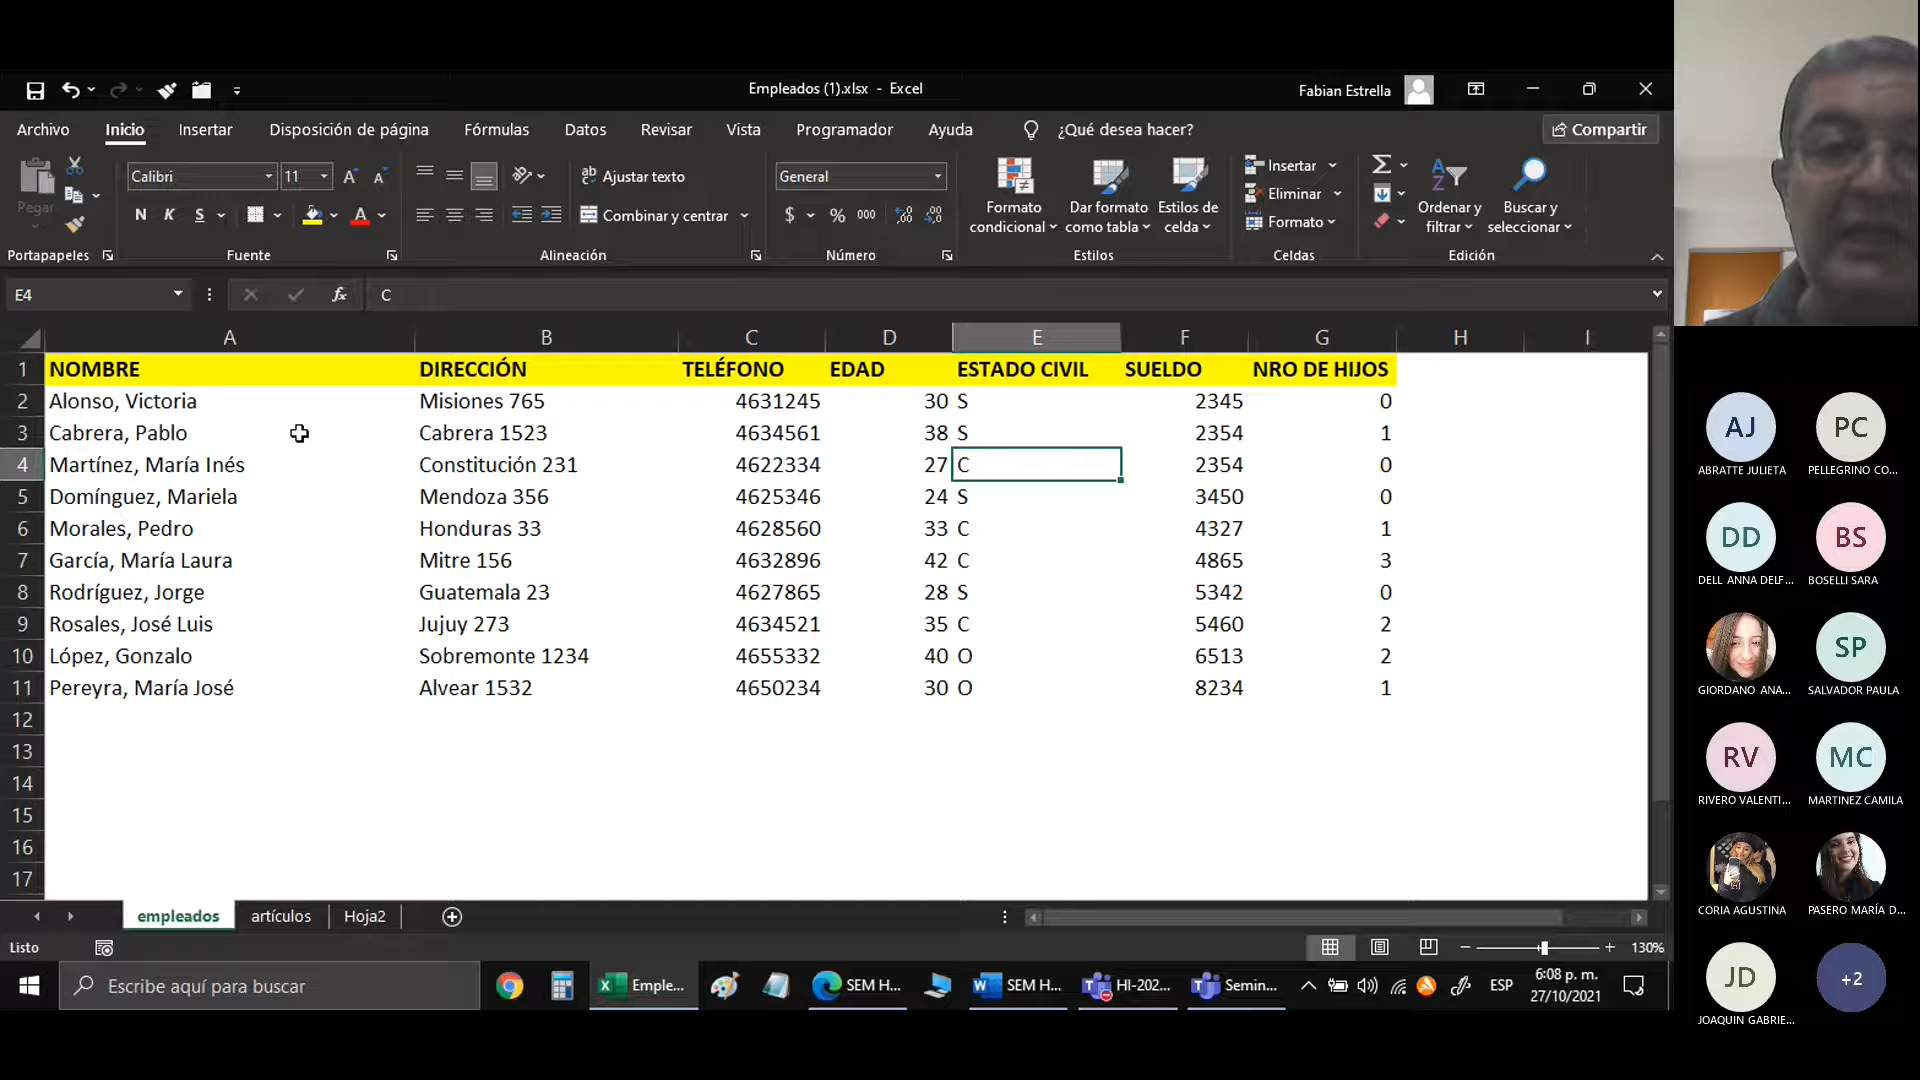 Empleados (1).xlsx - Excel
Fabian Estrella
Archivo Inicio Insertar Disposición de página Fórmulas Datos Revisar Vista Programador Ayuda ¿Qué desea hacer? Compartir
Pegar
Portapapeles
Calibri 11
N K S
Fuente
Ajustar texto
Combinar y centrar
Alineación
General
$ % 000
Número
Formato condicional
Dar formato como tabla
Estilos de celda
Estilos
Insertar
Eliminar
Formato
Celdas
Ordenar y filtrar
Buscar y seleccionar
Edición
E4 fx C
A B C D E F G H I
1 NOMBRE DIRECCIÓN TELÉFONO EDAD ESTADO CIVIL SUELDO NRO DE HIJOS
2 Alonso, Victoria Misiones 765 4631245 30 S 2345 0
3 Cabrera, Pablo Cabrera 1523 4634561 38 S 2354 1
4 Martínez, María Inés Constitución 231 4622334 27 C 2354 0
5 Domínguez, Mariela Mendoza 356 4625346 24 S 3450 0
6 Morales, Pedro Honduras 33 4628560 33 C 4327 1
7 García, María Laura Mitre 156 4632896 42 C 4865 3
8 Rodríguez, Jorge Guatemala 23 4627865 28 S 5342 0
9 Rosales, José Luis Jujuy 273 4634521 35 C 5460 2
10 López, Gonzalo Sobremonte 1234 4655332 40 O 6513 2
11 Pereyra, María José Alvear 1532 4650234 30 O 8234 1
12
13
14
15
16
17
empleados artículos Hoja2
Listo 130%
Escribe aquí para buscar
Emple... SEM H... SEM H... HI-202... Semin... ESP
6:08 p. m.
27/10/2021
AJ PC
ABRATTE JULIETA PELLEGRINO CO...
DD BS
DELL ANNA DELF... BOSELLI SARA
SP
GIORDANO ANA... SALVADOR PAULA
RV MC
RIVERO VALENTI... MARTINEZ CAMILA
CORIA AGUSTINA PASERO MARÍA D...
JD +2
JOAQUIN GABRIE...